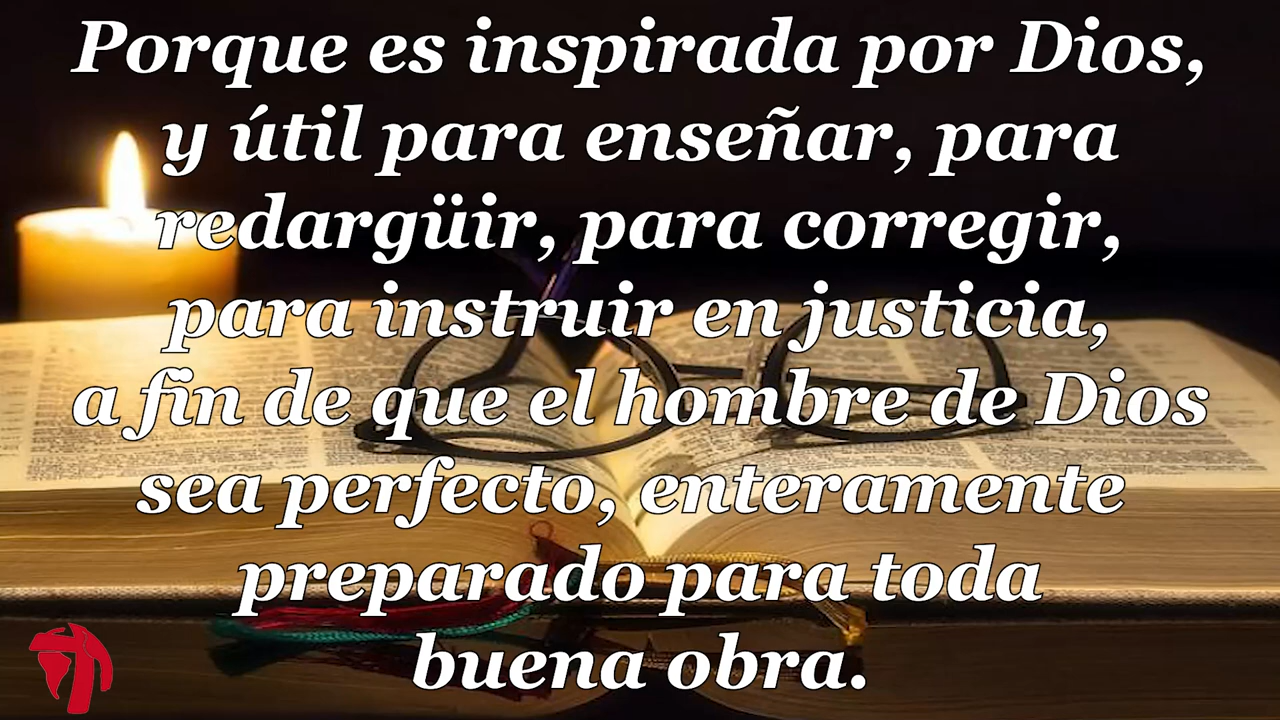 Porque es inspirada por Dios,
y útil para enseñar, para
redargüir, para corregir,
para instruir en justicia,
a fin de que el hombre de Dios
sea perfecto, enteramente
preparado para toda
buena obra.